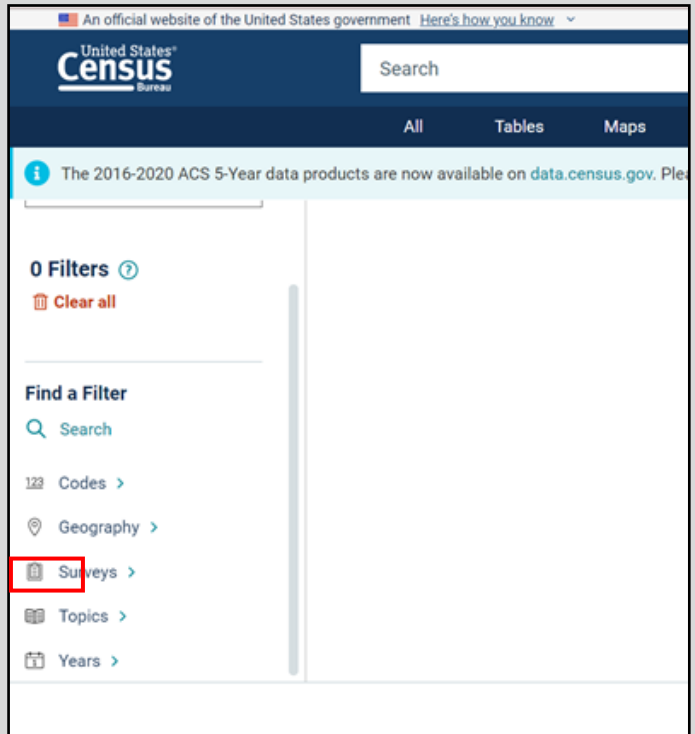 An official website of the United States government Here's how you know
United States®
Census
Bureau
Search
All Tables Maps
The 2016-2020 ACS 5-Year data products are now available on data.census.gov. Plea
0 Filters
Clear all
Find a Filter
Search
123 Codes
Geography
Surveys
Topics
1 Years